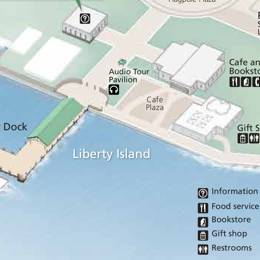 Flagpole Plaza
Cafe an
Bookstore
Audio Tour
Pavilion
Cafe
Plaza
Gift S
Dock
Liberty Island
Information
Food service
Bookstore
Gift shop
Restrooms